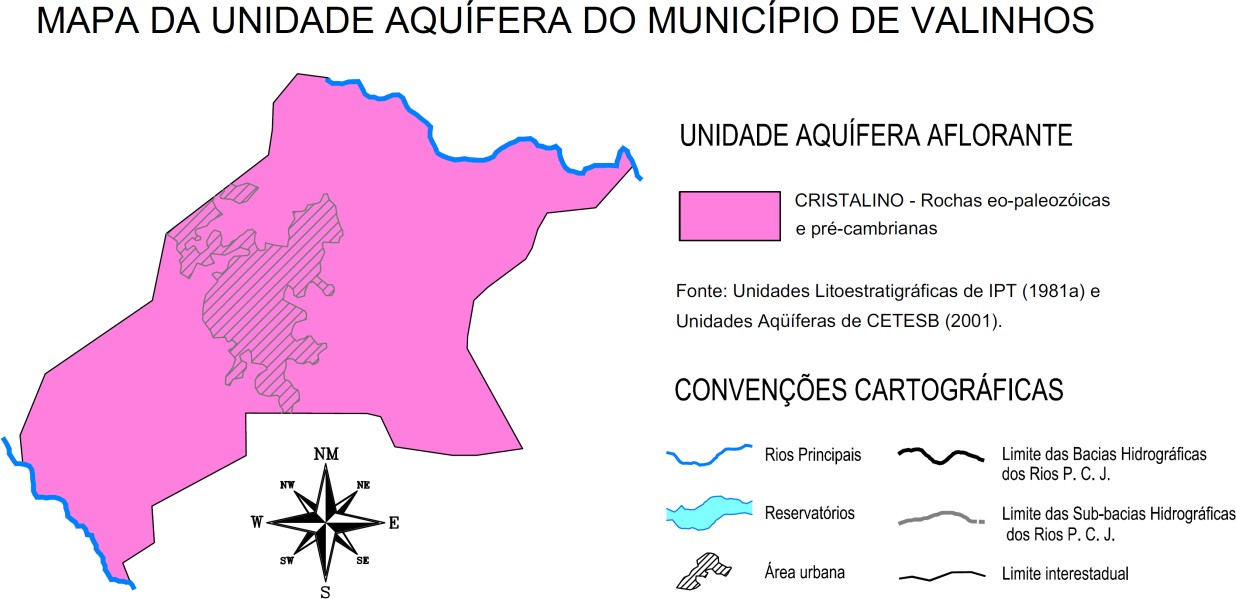 MAPA DA UNIDADE AQUÍFERA DO MUNICÍPIO DE VALINHOS
UNIDADE AQUÍFERA AFLORANTE
CRISTALINO - Rochas eo-paleozóicas
e pré-cambrianas
Fonte: Unidades Litoestratigráficas de IPT (1981a) e
Unidades Aqüíferas de CETESB (2001).
CONVENÇÕES CARTOGRÁFICAS
Rios Principais
Reservatórios
Área urbana
Limite das Bacias Hidrográficas
dos Rios P. C. J.
Limite das Sub-bacias Hidrográficas
dos Rios P. C. J.
Limite interestadual
NM
NW
NE
W
E
SW
SE
S